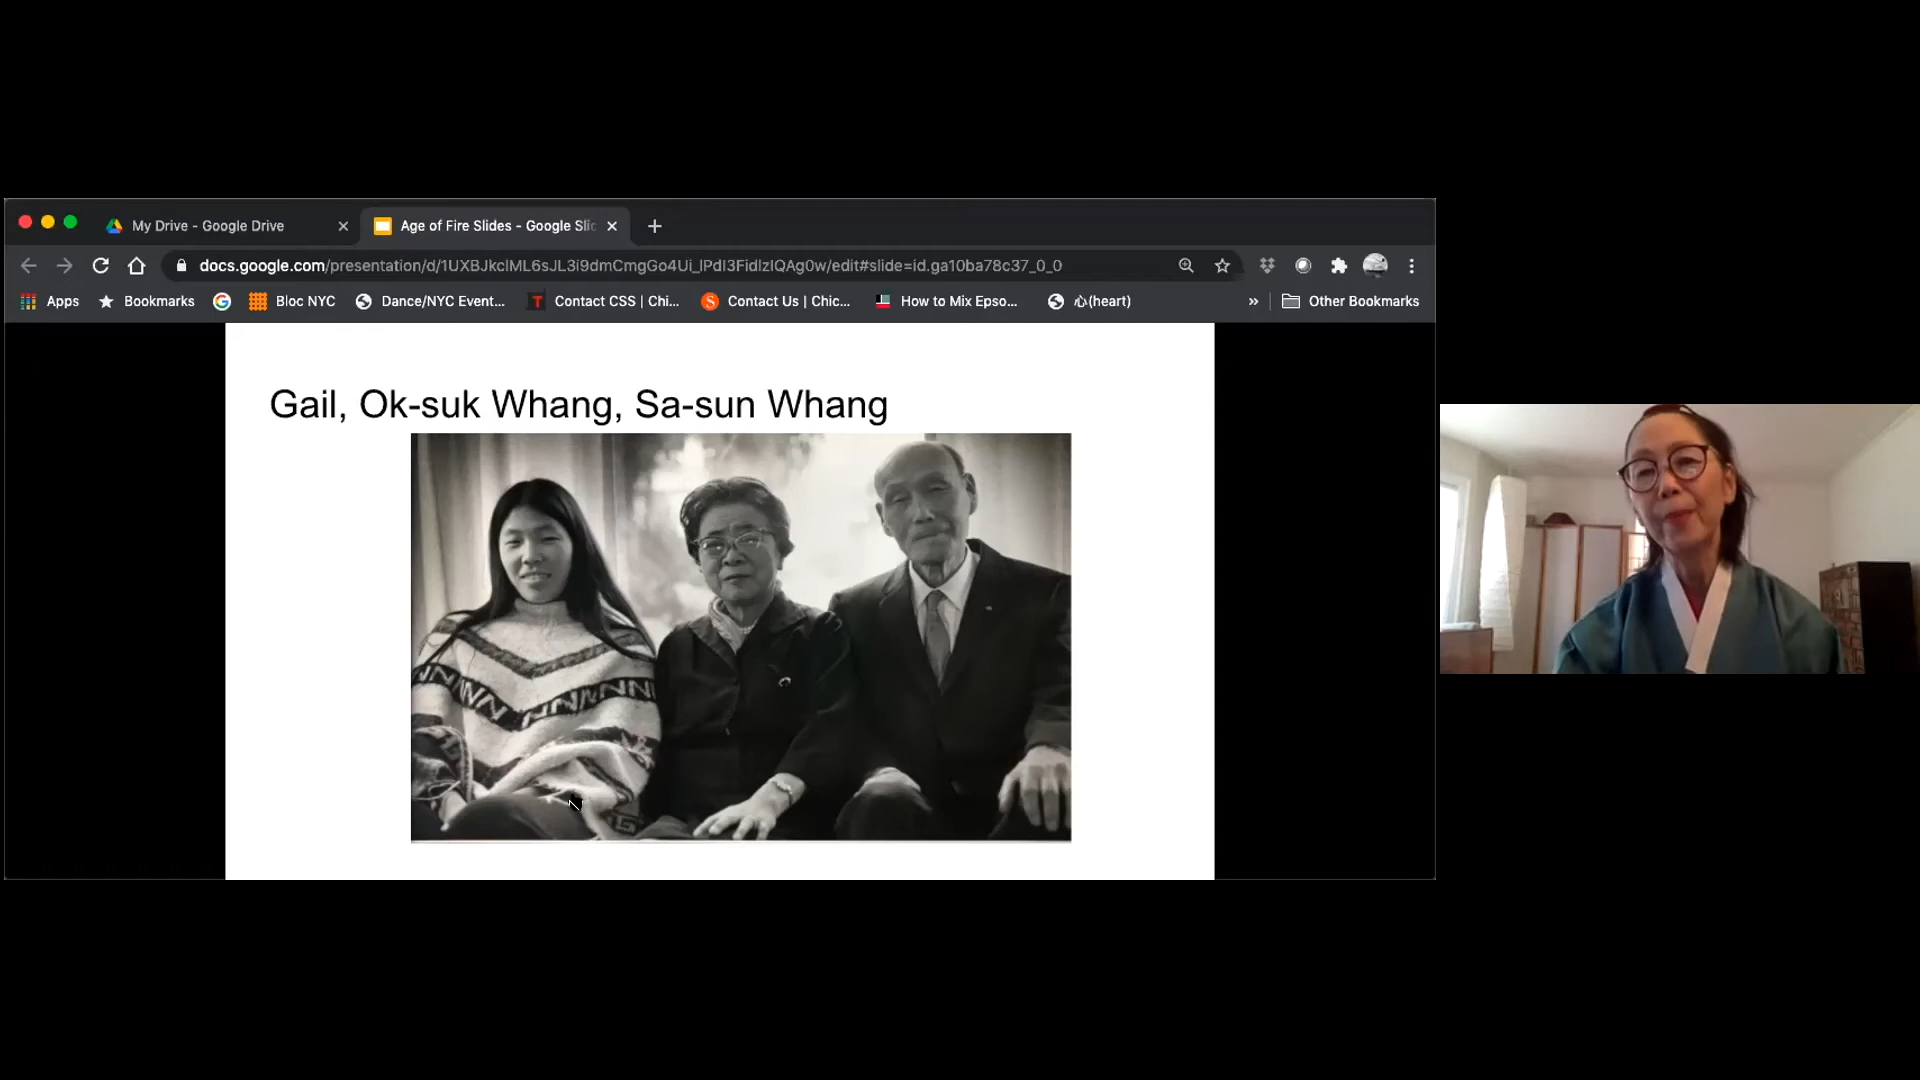 My Drive - Google Drive
Age of Fire Slides - Google Slic
docs.google.com/presentation/d/1UXBJkclML6sJL3i9dmCmgGo4Ui_lPdI3FidlzlQAg0w/edit#slide=id.ga10ba78c37_0_0
Apps Bookmarks Bloc NYC Dance/NYC Event... Contact CSS | Chi... Contact Us | Chic... How to Mix Epso... 心(heart) » Other Bookmarks
Gail, Ok-suk Whang, Sa-sun Whang